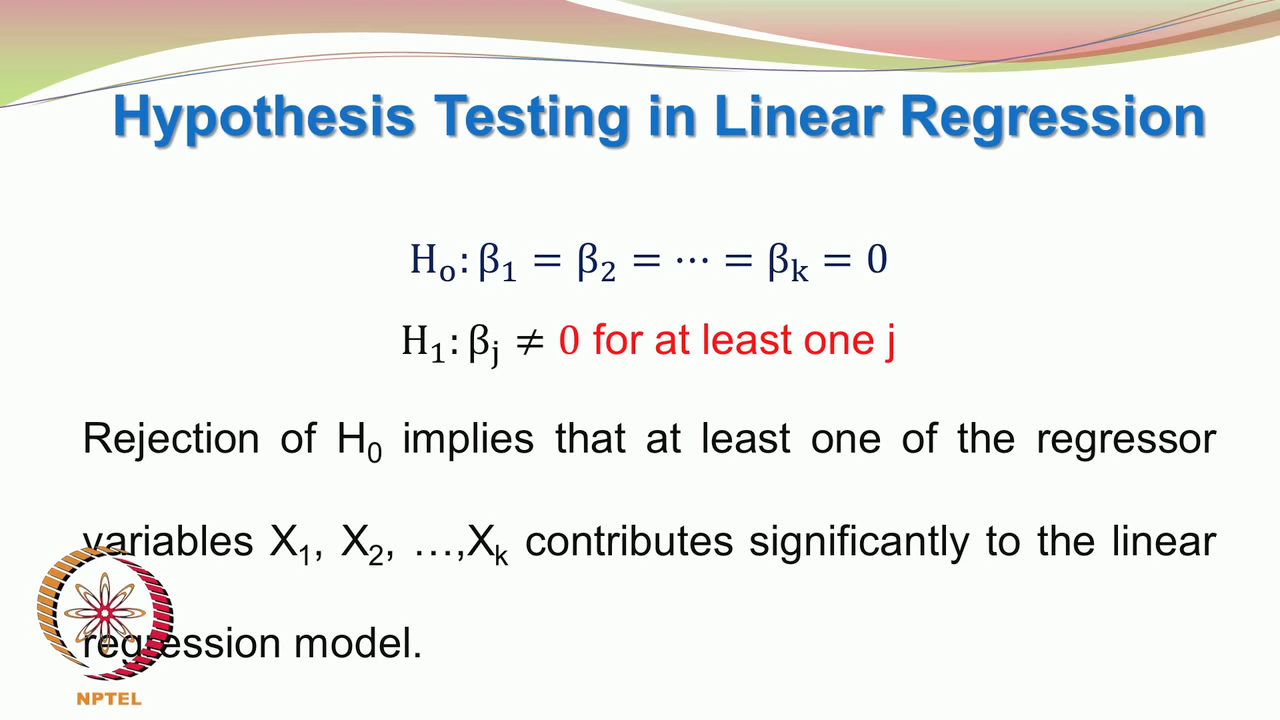 Hypothesis Testing in Linear Regression
Hₒ: β₁ = β₂ = ⋯ = βₖ = 0
H₁: βⱼ ≠ 0 for at least one j
Rejection of H₀ implies that at least one of the regressor
variables X₁, X₂, …,Xₖ contributes significantly to the linear
regression model.
NPTEL